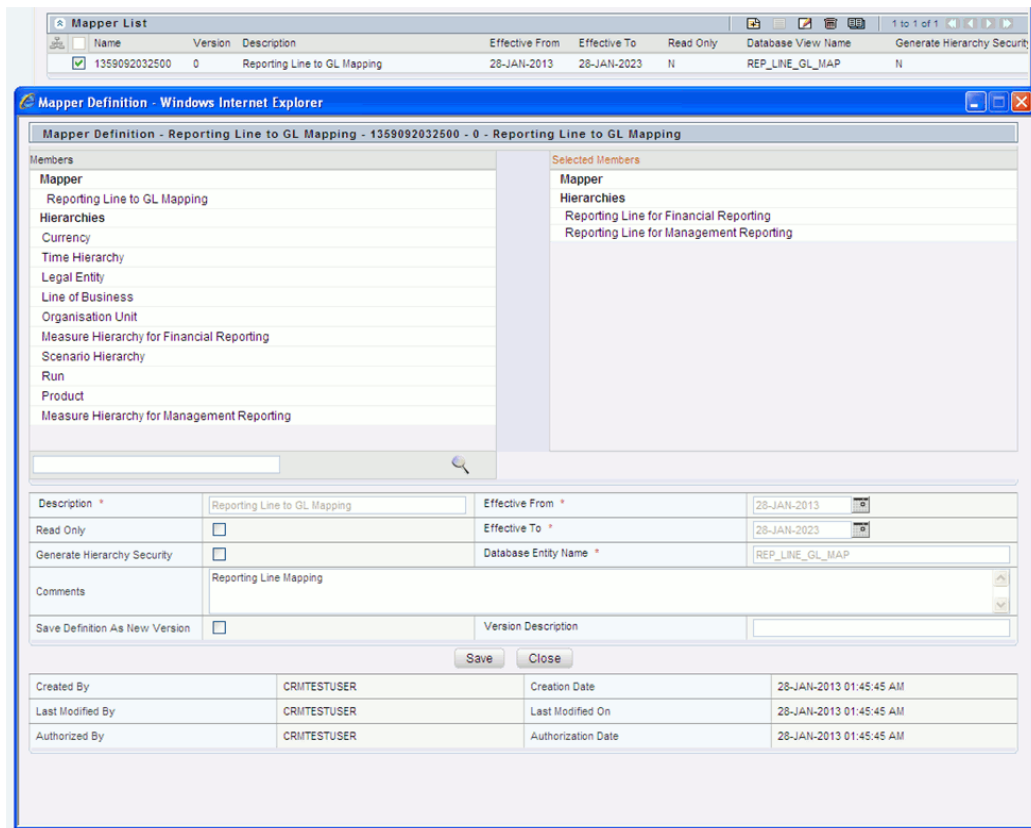 Mapper List 1 to 1 of 1
Name Version Description Effective From Effective To Read Only Database View Name Generate Hierarchy Securit
1359092032500 0 Reporting Line to GL Mapping 28-JAN-2013 28-JAN-2023 N REP_LINE_GL_MAP N
Mapper Definition - Windows Internet Explorer
Mapper Definition - Reporting Line to GL Mapping - 1359092032500 - 0 - Reporting Line to GL Mapping
Members Selected Members
Mapper Mapper
Reporting Line to GL Mapping Hierarchies
Hierarchies Reporting Line for Financial Reporting
Currency Reporting Line for Management Reporting
Time Hierarchy
Legal Entity
Line of Business
Organisation Unit
Measure Hierarchy for Financial Reporting
Scenario Hierarchy
Run
Product
Measure Hierarchy for Management Reporting
Description * Reporting Line to GL Mapping Effective From * 28-JAN-2013
Read Only Effective To * 28-JAN-2023
Generate Hierarchy Security Database Entity Name * REP_LINE_GL_MAP
Comments Reporting Line Mapping
Save Definition As New Version Version Description
Save Close
Created By CRMTESTUSER Creation Date 28-JAN-2013 01:45:45 AM
Last Modified By CRMTESTUSER Last Modified On 28-JAN-2013 01:45:45 AM
Authorized By CRMTESTUSER Authorization Date 28-JAN-2013 01:45:45 AM